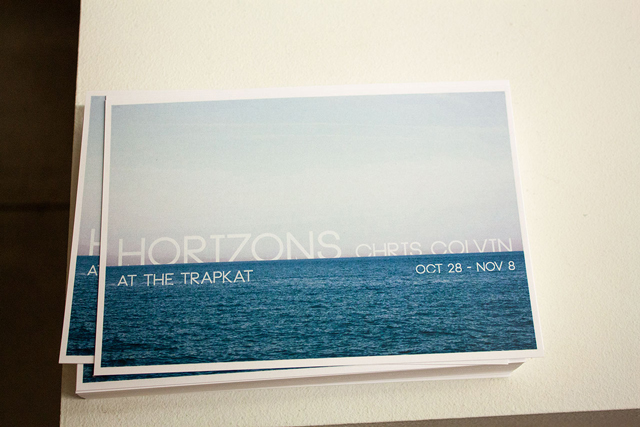 HORIZONS CHRIS COLVIN
AT THE TRAPKAT OCT 28 - NOV 8
H
A